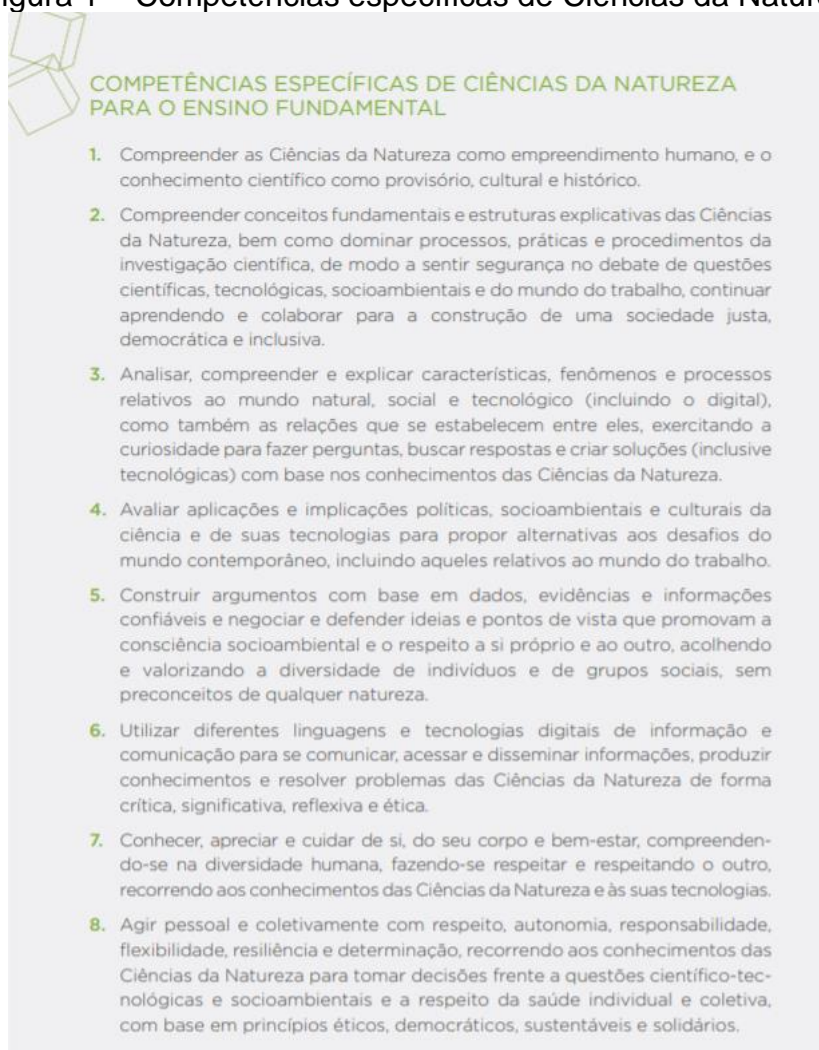 igura 1 – Competências específicas de Ciências da Nature
COMPETÊNCIAS ESPECÍFICAS DE CIÊNCIAS DA NATUREZA
PARA O ENSINO FUNDAMENTAL
1. Compreender as Ciências da Natureza como empreendimento humano, e o
conhecimento científico como provisório, cultural e histórico.
2. Compreender conceitos fundamentais e estruturas explicativas das Ciências
da Natureza, bem como dominar processos, práticas e procedimentos da
investigação científica, de modo a sentir segurança no debate de questões
científicas, tecnológicas, socioambientais e do mundo do trabalho, continuar
aprendendo e colaborar para a construção de uma sociedade justa,
democrática e inclusiva.
3. Analisar, compreender e explicar características, fenômenos e processos
relativos ao mundo natural, social e tecnológico (incluindo o digital),
como também as relações que se estabelecem entre eles, exercitando a
curiosidade para fazer perguntas, buscar respostas e criar soluções (inclusive
tecnológicas) com base nos conhecimentos das Ciências da Natureza.
4. Avaliar aplicações e implicações políticas, socioambientais e culturais da
ciência e de suas tecnologias para propor alternativas aos desafios do
mundo contemporâneo, incluindo aqueles relativos ao mundo do trabalho.
5. Construir argumentos com base em dados, evidências e informações
confiáveis e negociar e defender ideias e pontos de vista que promovam a
consciência socioambiental e o respeito a si próprio e ao outro, acolhendo
e valorizando a diversidade de indivíduos e de grupos sociais, sem
preconceitos de qualquer natureza.
6. Utilizar diferentes linguagens e tecnologias digitais de informação e
comunicação para se comunicar, acessar e disseminar informações, produzir
conhecimentos e resolver problemas das Ciências da Natureza de forma
crítica, significativa, reflexiva e ética.
7. Conhecer, apreciar e cuidar de si, do seu corpo e bem-estar, compreenden-
do-se na diversidade humana, fazendo-se respeitar e respeitando o outro,
recorrendo aos conhecimentos das Ciências da Natureza e às suas tecnologias.
8. Agir pessoal e coletivamente com respeito, autonomia, responsabilidade,
flexibilidade, resiliência e determinação, recorrendo aos conhecimentos das
Ciências da Natureza para tomar decisões frente a questões científico-tec-
nológicas e socioambientais e a respeito da saúde individual e coletiva,
com base em princípios éticos, democráticos, sustentáveis e solidários.